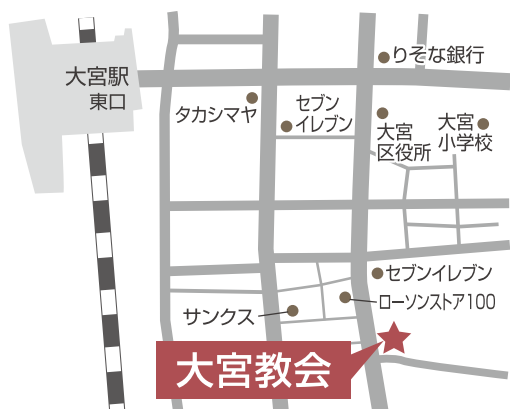 りそな銀行
大宮駅
東口
タカシマヤ
セブン
イレブン
大宮
区役所
大宮
小学校
セブンイレブン
ローソンストア100
サンクス
大宮教会